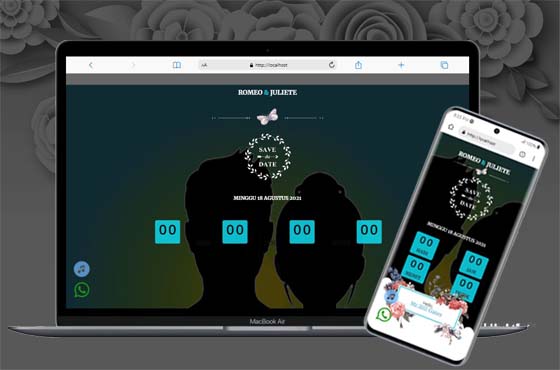 AA
http://localhost
ROMEO & JULIETE
SAVE
the
DATE
MINGGU 18 AGUSTUS 2021
00
00
00
00
MacBook Air
http://localhost
ROMEO & JULIETE
SAVE
the
DATE
MINGGU 18 AGUSTUS 2021
00
HARI
00
JAM
00
MENIT
00
Hello,